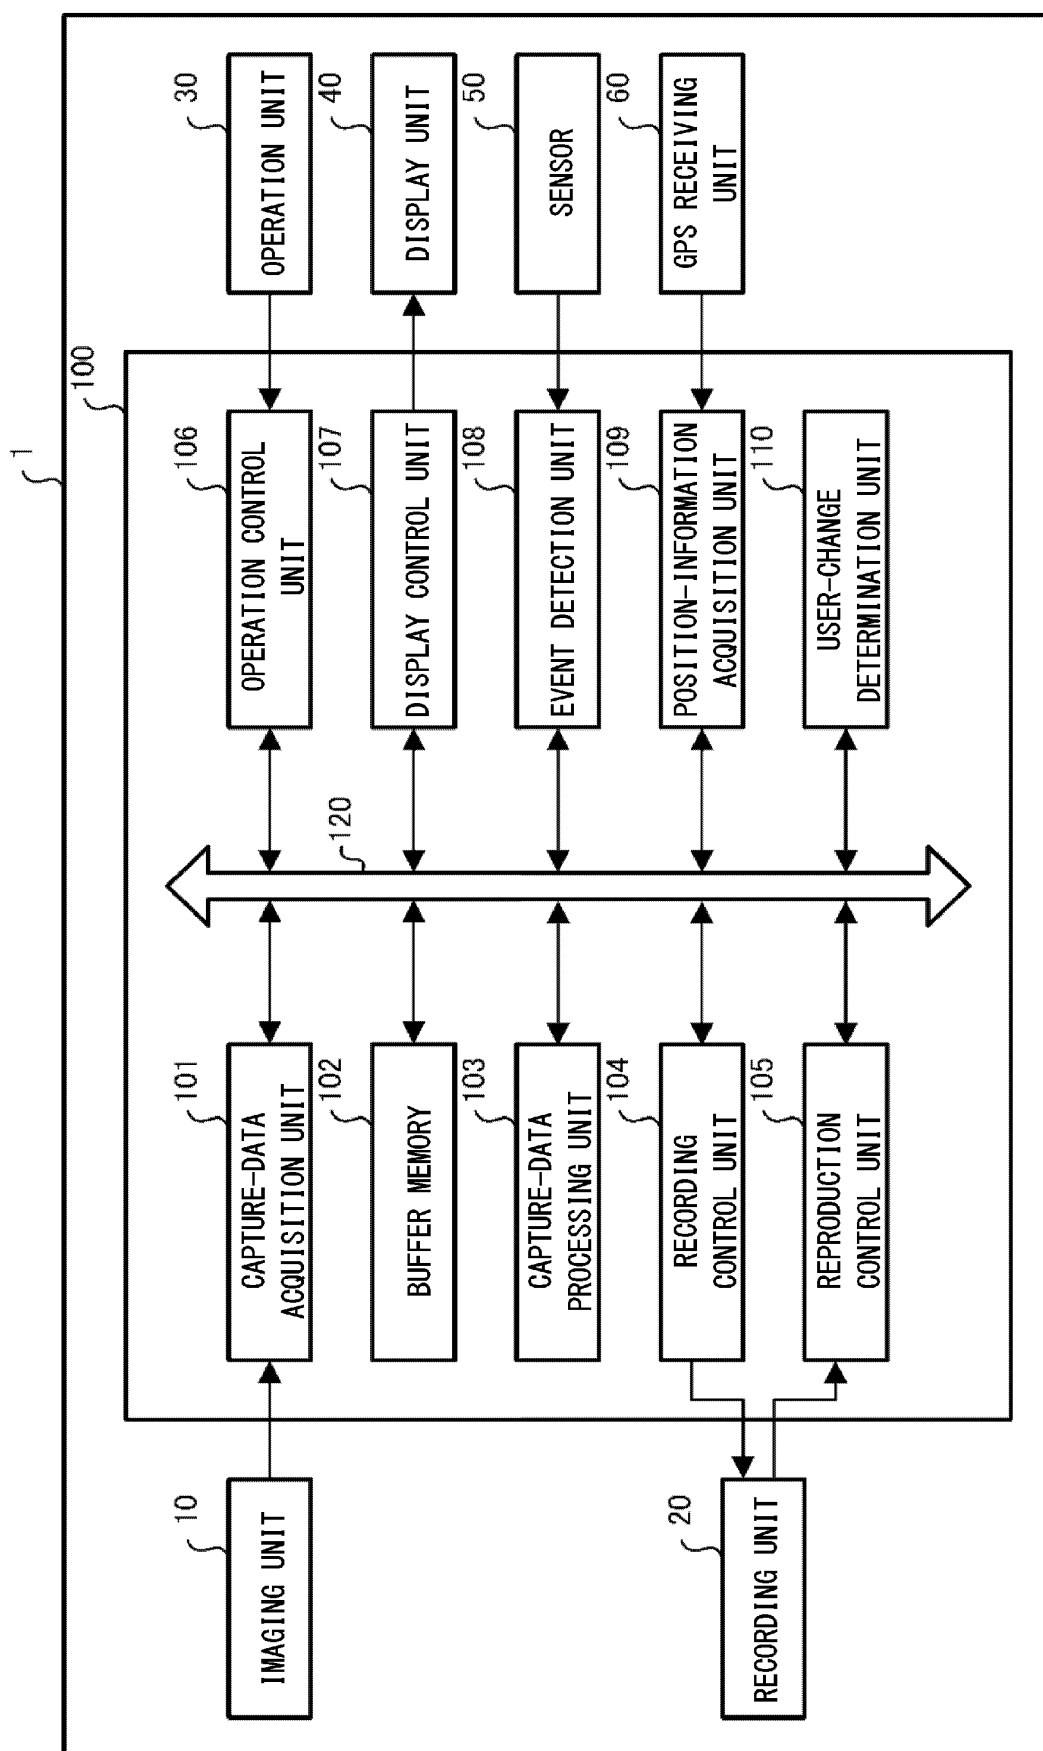 1
100
10
IMAGING UNIT
20
RECORDING UNIT
101
CAPTURE-DATA
ACQUISITION UNIT
102
BUFFER MEMORY
103
CAPTURE-DATA
PROCESSING UNIT
104
RECORDING
CONTROL UNIT
105
REPRODUCTION
CONTROL UNIT
120
106
OPERATION CONTROL
UNIT
107
DISPLAY CONTROL UNIT
108
EVENT DETECTION UNIT
109
POSITION-INFORMATION
ACQUISITION UNIT
110
USER-CHANGE
DETERMINATION UNIT
30
OPERATION UNIT
40
DISPLAY UNIT
50
SENSOR
60
GPS RECEIVING
UNIT